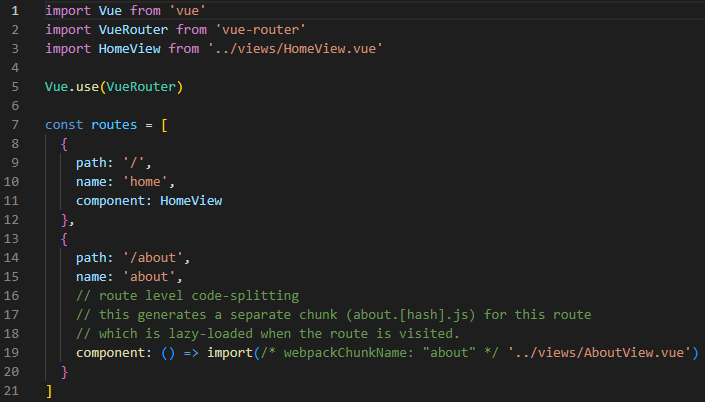 1 import Vue from 'vue'
2 import VueRouter from 'vue-router'
3 import HomeView from '../views/HomeView.vue'
4
5 Vue.use(VueRouter)
6
7 const routes = [
8   {
9     path: '/',
10     name: 'home',
11     component: HomeView
12   },
13   {
14     path: '/about',
15     name: 'about',
16     // route level code-splitting
17     // this generates a separate chunk (about.[hash].js) for this route
18     // which is lazy-loaded when the route is visited.
19     component: () => import(/* webpackChunkName: "about" */ '../views/AboutView.vue')
20   }
21 ]